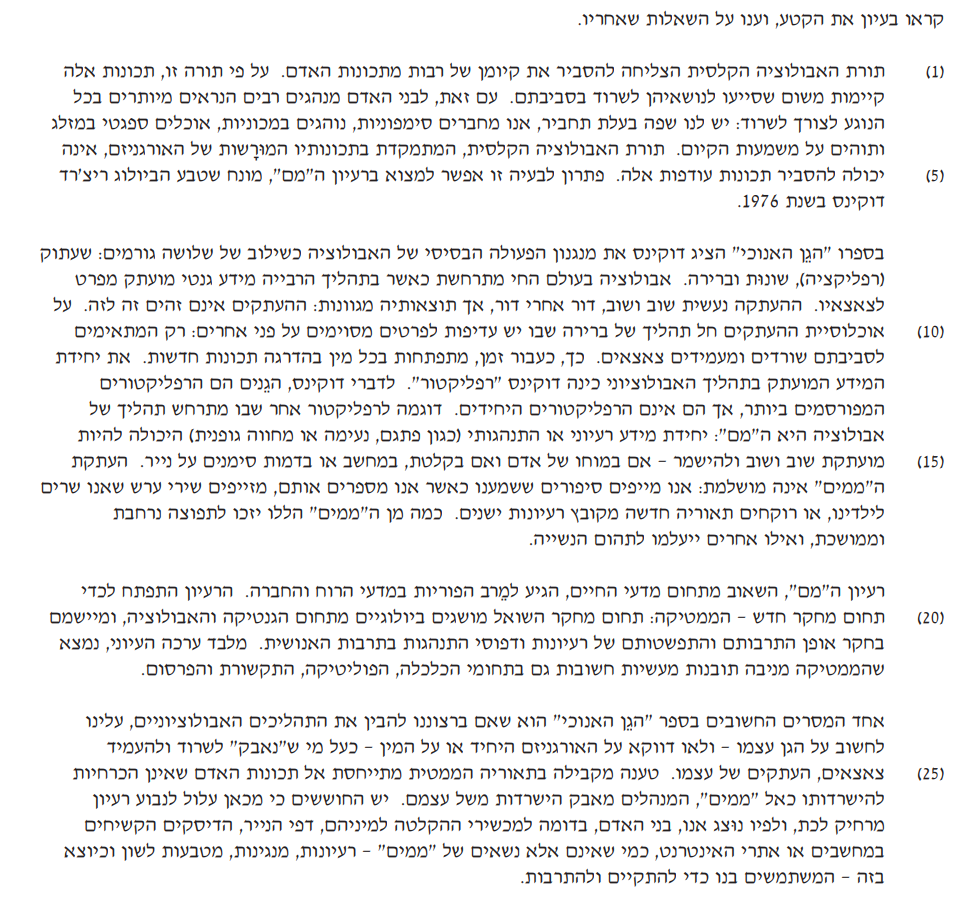 קראו בעיון את הקטע, וענו על השאלות שאחריו.
(1) תורת האבולוציה הקלסית הצליחה להסביר את קיומן של רבות מתכונות האדם. על פי תורה זו, תכונות אלה
קיימות משום שסייעו לנושאיהן לשרוד בסביבתם. עם זאת, לבני האדם מנהגים רבים הנראים מיותרים בכל
הנוגע לצורך לשרוד: יש לנו שפה בעלת תחביר, אנו מחברים סימפוניות, נוהגים במכוניות, אוכלים ספגטי במזלג
ותוהים על משמעות הקיום. תורת האבולוציה הקלסית, המתמקדת בתכונותיו המוּרָשות של האורגניזם, אינה
(5) יכולה להסביר תכונות עודפות אלה. פתרון לבעיה זו אפשר למצוא ברעיון ה"מם", מונח שטבע הביולוג ריצ'רד
דוקינס בשנת 1976.
בספרו "הגֵן האנוכי" הציג דוקינס את מנגנון הפעולה הבסיסי של האבולוציה כשילוב של שלושה גורמים: שעתוק
(רפליקציה), שונוּת וברירה. אבולוציה בעולם החי מתרחשת כאשר בתהליך הרבייה מידע גנטי מועתק מפרט
לצאצאיו. ההעתקה נעשית שוב ושוב, דור אחרי דור, אך תוצאותיה מגוונות: ההעתקים אינם זהים זה לזה. על
(10) אוכלוסיית ההעתקים חל תהליך של ברירה שבו יש עדיפות לפרטים מסוימים על פני אחרים: רק המתאימים
לסביבתם שורדים ומעמידים צאצאים. כך, כעבור זמן, מתפתחות בכל מין בהדרגה תכונות חדשות. את יחידת
המידע המועתק בתהליך האבולוציוני כינה דוקינס "רפליקטור". לדברי דוקינס, הגֵנים הם הרפליקטורים
המפורסמים ביותר, אך הם אינם הרפליקטורים היחידים. דוגמה לרפליקטור אחר שבו מתרחש תהליך של
אבולוציה היא ה"מם": יחידת מידע רעיוני או התנהגותי (כגון פתגם, נעימה או מחווה גופנית) היכולה להיות
(15) מועתקת שוב ושוב ולהישמר – אם במוחו של אדם ואם בקלטת, במחשב או בדמות סימנים על נייר. העתקת
ה"ממים" אינה מושלמת: אנו מייפים סיפורים ששמענו כאשר אנו מספרים אותם, מזייפים שירי ערש שאנו שרים
לילדינו, או רוקחים תאוריה חדשה מקובץ רעיונות ישנים. כמה מן ה"ממים" הללו יזכו לתפוצה נרחבת
וממושכת, ואילו אחרים ייעלמו לתהום הנשייה.
רעיון ה"מם", השאוב מתחום מדעי החיים, הגיע למֵרב הפוריות במדעי הרוח והחברה. הרעיון התפתח לכדי
(20) תחום מחקר חדש – הממטיקה: תחום מחקר השואל מושגים ביולוגיים מתחום הגנטיקה והאבולוציה, ומיישמם
בחקר אופן התרבותם והתפשטותם של רעיונות ודפוסי התנהגות בתרבות האנושית. מלבד ערכה העיוני, נמצא
שהממטיקה מניבה תובנות מעשיות חשובות גם בתחומי הכלכלה, הפוליטיקה, התקשורת והפרסום.
אחד המסרים החשובים בספר "הגֵן האנוכי" הוא שאם ברצוננו להבין את התהליכים האבולוציוניים, עלינו
לחשוב על הגן עצמו – ולאו דווקא על האורגניזם היחיד או על המין – כעל מי ש"נאבק" לשרוד ולהעמיד
(25) צאצאים, העתקים של עצמו. טענה מקבילה בתאוריה הממטית מתייחסת אל תכונות האדם שאינן הכרחיות
להישרדותו כאל "ממים", המנהלים מאבק הישרדות משל עצמם. יש החוששים כי מכאן עלול לנבוע רעיון
מרחיק לכת, ולפיו נוּצג אנו, בני האדם, בדומה למכשירי ההקלטה למיניהם, דפי הנייר, הדיסקים הקשיחים
במחשבים או אתרי האינטרנט, כמי שאינם אלא נשאים של "ממים" – רעיונות, מנגינות, מטבעות לשון וכיוצא
בזה – המשתמשים בנו כדי להתקיים ולהתרבות.